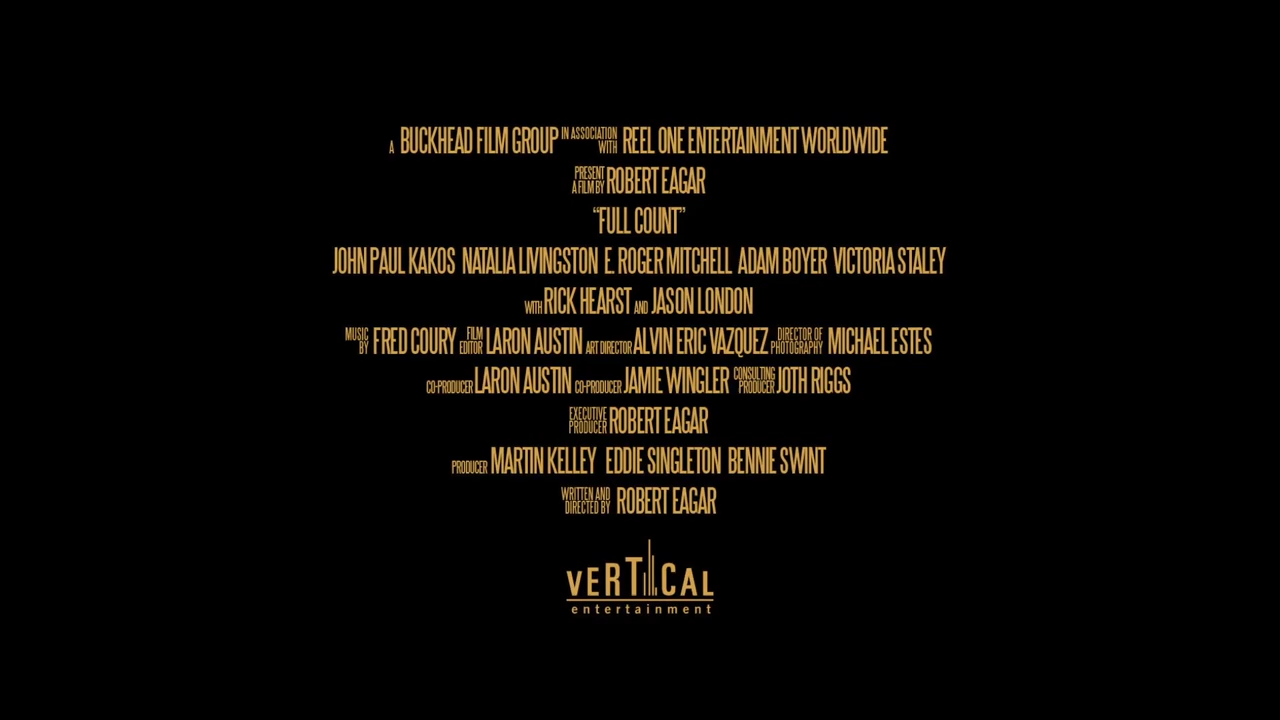 A BUCKHEAD FILM GROUP IN ASSOCIATION WITH REEL ONE ENTERTAINMENT WORLDWIDE
PRESENT A FILM BY ROBERT EAGAR
“FULL COUNT”
JOHN PAUL KAKOS NATALIA LIVINGSTON E. ROGER MITCHELL ADAM BOYER VICTORIA STALEY
WITH RICK HEARST AND JASON LONDON
MUSIC BY FRED COURY FILM EDITOR LARON AUSTIN ART DIRECTOR ALVIN ERIC VAZQUEZ DIRECTOR OF PHOTOGRAPHY MICHAEL ESTES
CO-PRODUCER LARON AUSTIN CO-PRODUCER JAMIE WINGLER CONSULTING PRODUCER JOTH RIGGS
EXECUTIVE PRODUCER ROBERT EAGAR
PRODUCER MARTIN KELLEY EDDIE SINGLETON BENNIE SWINT
WRITTEN AND DIRECTED BY ROBERT EAGAR
VERTICAL
entertainment